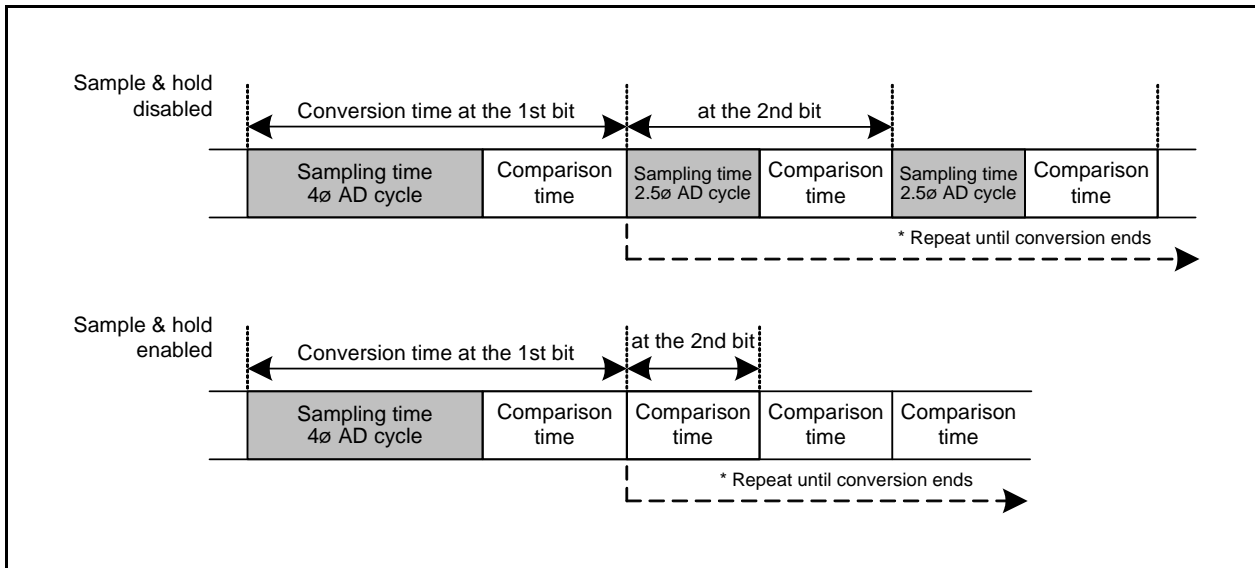 Sample & hold
disabled
Conversion time at the 1st bit
at the 2nd bit
Sampling time
4ø AD cycle
Comparison
time
Sampling time
2.5ø AD cycle
Comparison
time
Sampling time
2.5ø AD cycle
Comparison
time
* Repeat until conversion ends
Sample & hold
enabled
Conversion time at the 1st bit
at the 2nd bit
Sampling time
4ø AD cycle
Comparison
time
Comparison
time
Comparison
time
Comparison
time
* Repeat until conversion ends